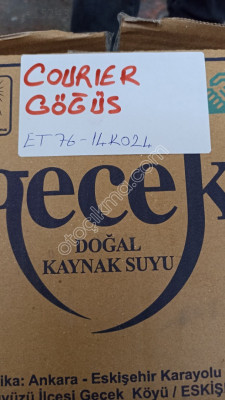 COURIER
GÖĞÜS
ET76-14K024
gecek
DOĞAL
KAYNAK SUYU
otocikma.com
ika: Ankara - Eskişehir Karayolu
yüzü İlçesi Gecek Köyü / ESKİŞ